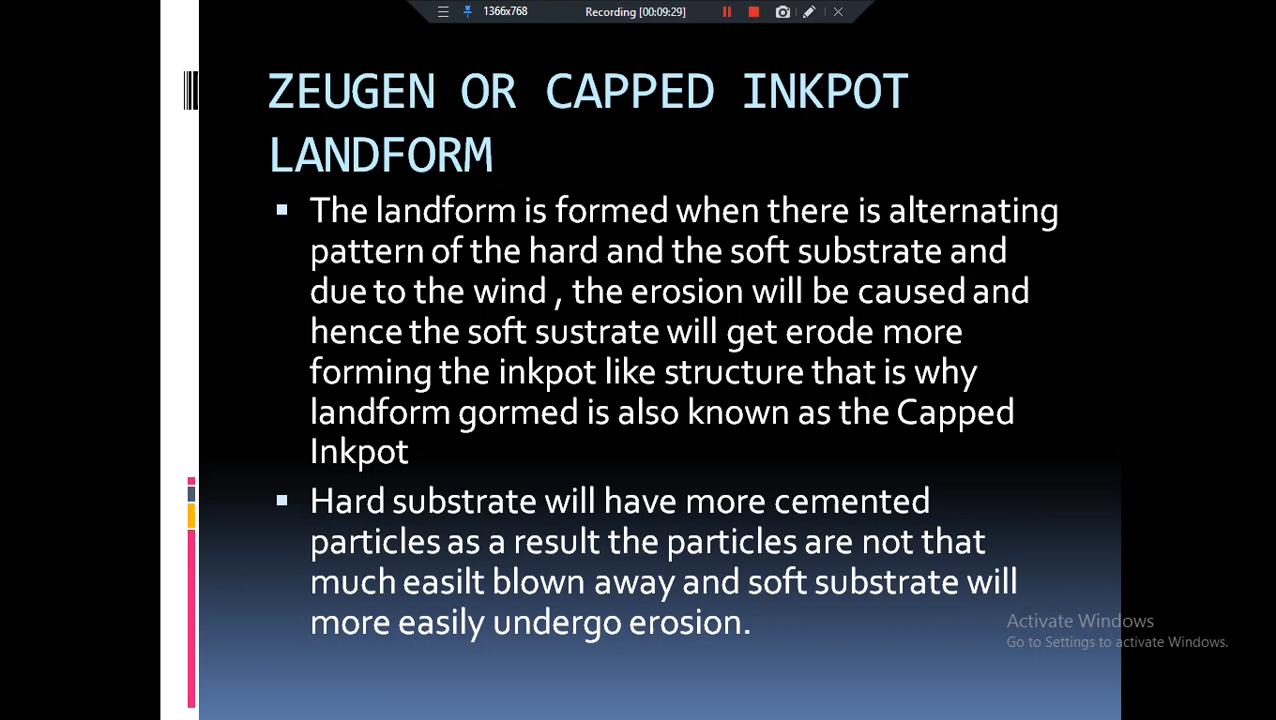 1366x768
Recording [00:09:29]
ZEUGEN OR CAPPED INKPOT
LANDFORM
The landform is formed when there is alternating
pattern of the hard and the soft substrate and
due to the wind , the erosion will be caused and
hence the soft sustrate will get erode more
forming the inkpot like structure that is why
landform gormed is also known as the Capped
Inkpot
Hard substrate will have more cemented
particles as a result the particles are not that
much easilt blown away and soft substrate will
more easily undergo erosion.
Activate Windows
Go to Settings to activate Windows.